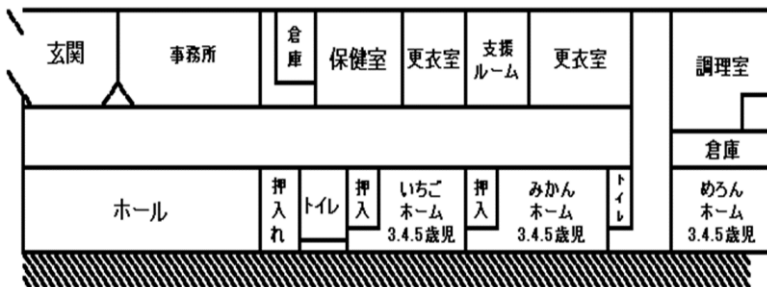 玄関
事務所
倉庫
保健室
更衣室
支援
ルーム
更衣室
調理室
倉庫
ホール
押入れ
トイレ
押入
いちご
ホーム
3.4.5歳児
押入
みかん
ホーム
3.4.5歳児
トイレ
めろん
ホーム
3.4.5歳児